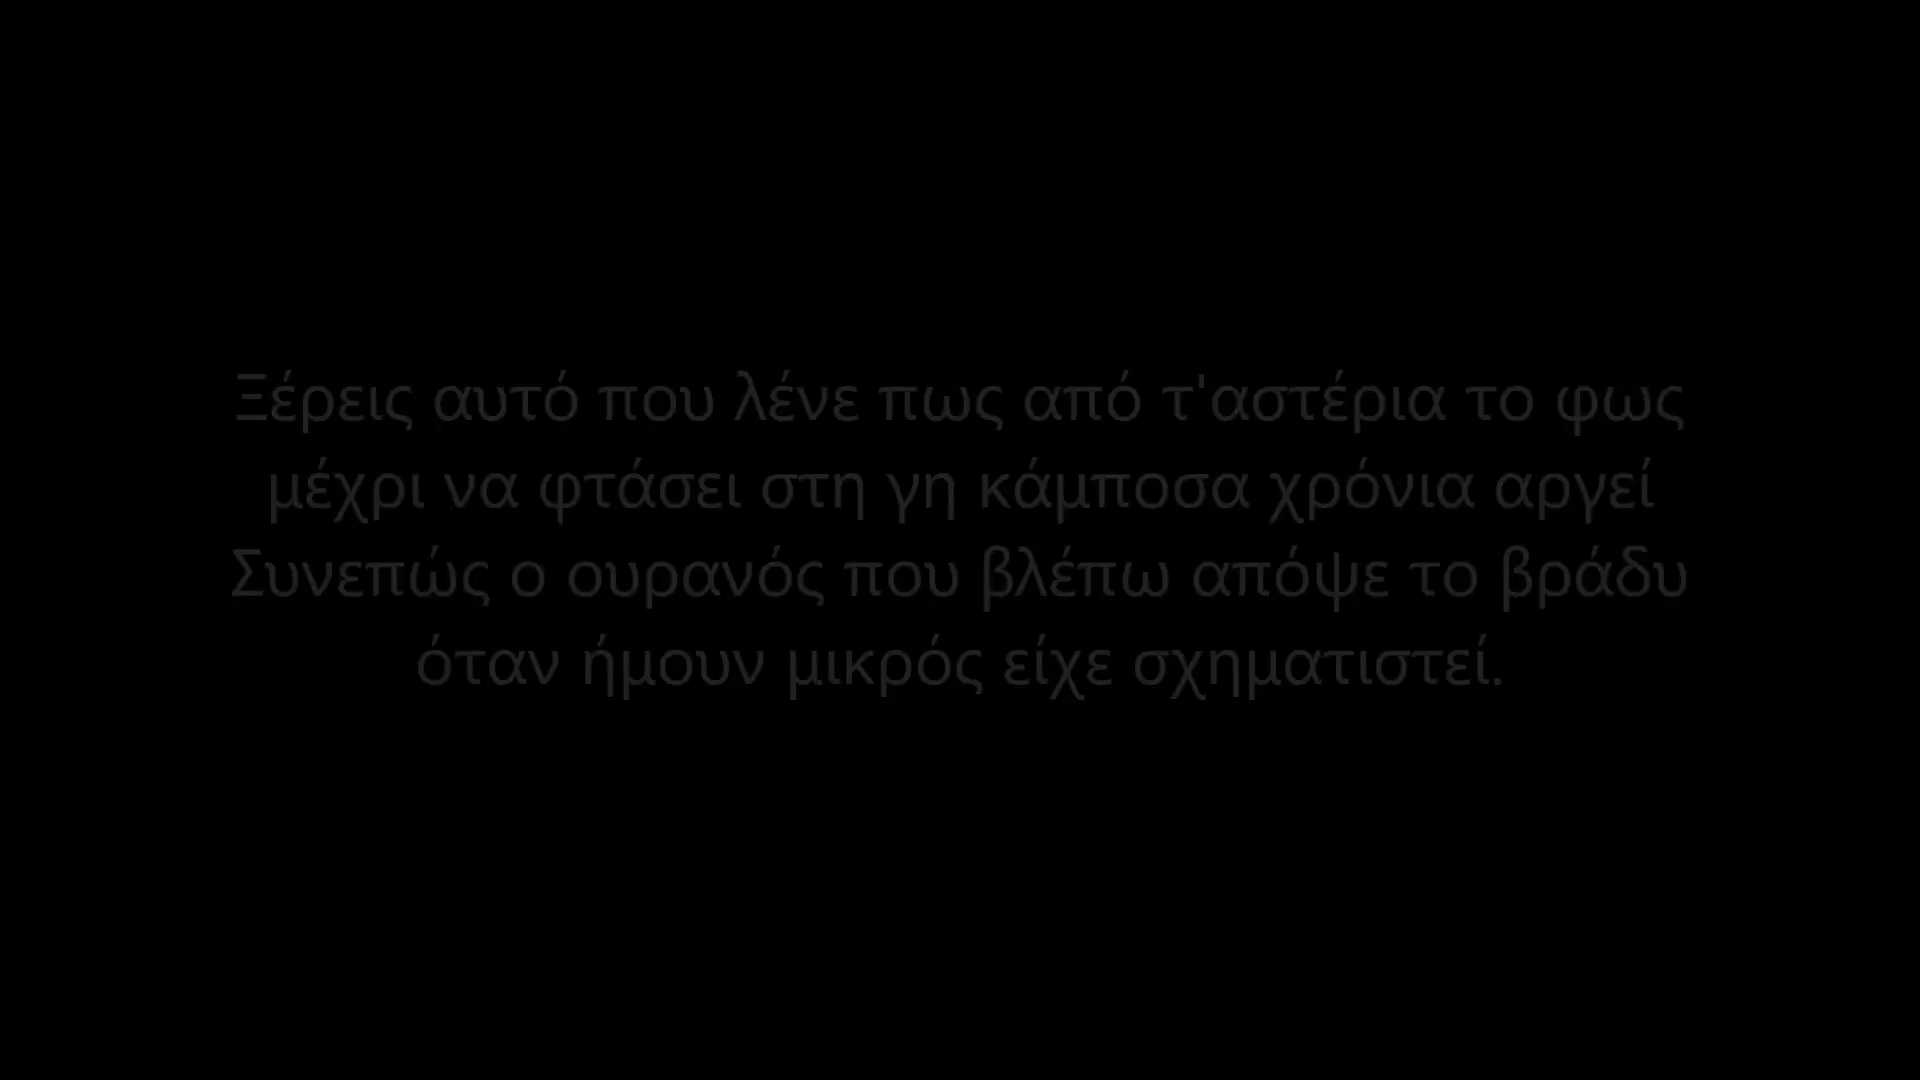 Ξέρεις αυτό που λένε πως από τ'αστέρια το φως
μέχρι να φτάσει στη γη κάμποσα χρόνια αργεί
Συνεπώς ο ουρανός που βλέπω απόψε το βράδυ
όταν ήμουν μικρός είχε σχηματιστεί.